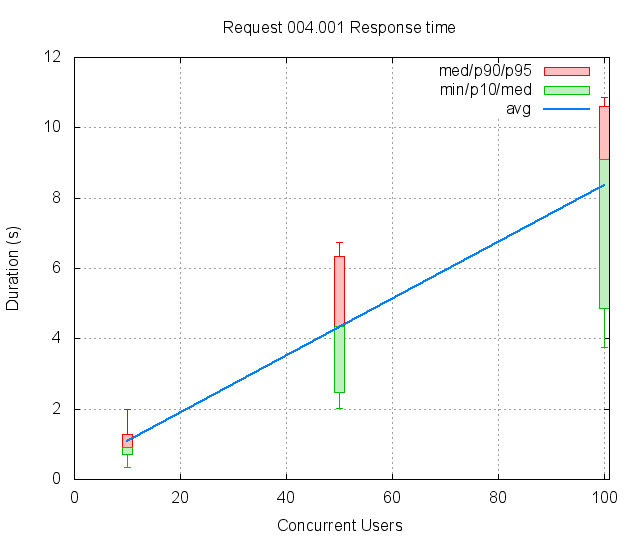 Request 004.001 Response time
med/p90/p95
min/p10/med
avg
12
10
8
6
4
2
0
Duration (s)
0 20 40 60 80 100
Concurrent Users